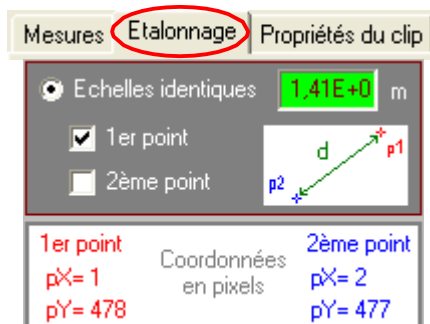 Mesures Etalonnage Propriétés du clip
Echelles identiques 1,41E+0 m
1er point
2ème point
d
p1
p2
1er point
pX= 1
pY= 478
Coordonnées
en pixels
2ème point
pX= 2
pY= 477